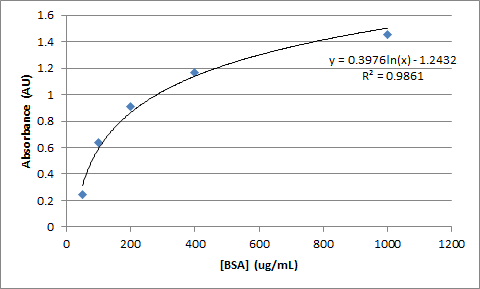 1.6
1.4
y = 0.3976ln(x) - 1.2432
R² = 0.9861
1.2
1
0.8
0.6
0.4
0.2
0
Absorbance (AU)
0 200 400 600 800 1000 1200
[BSA] (ug/mL)